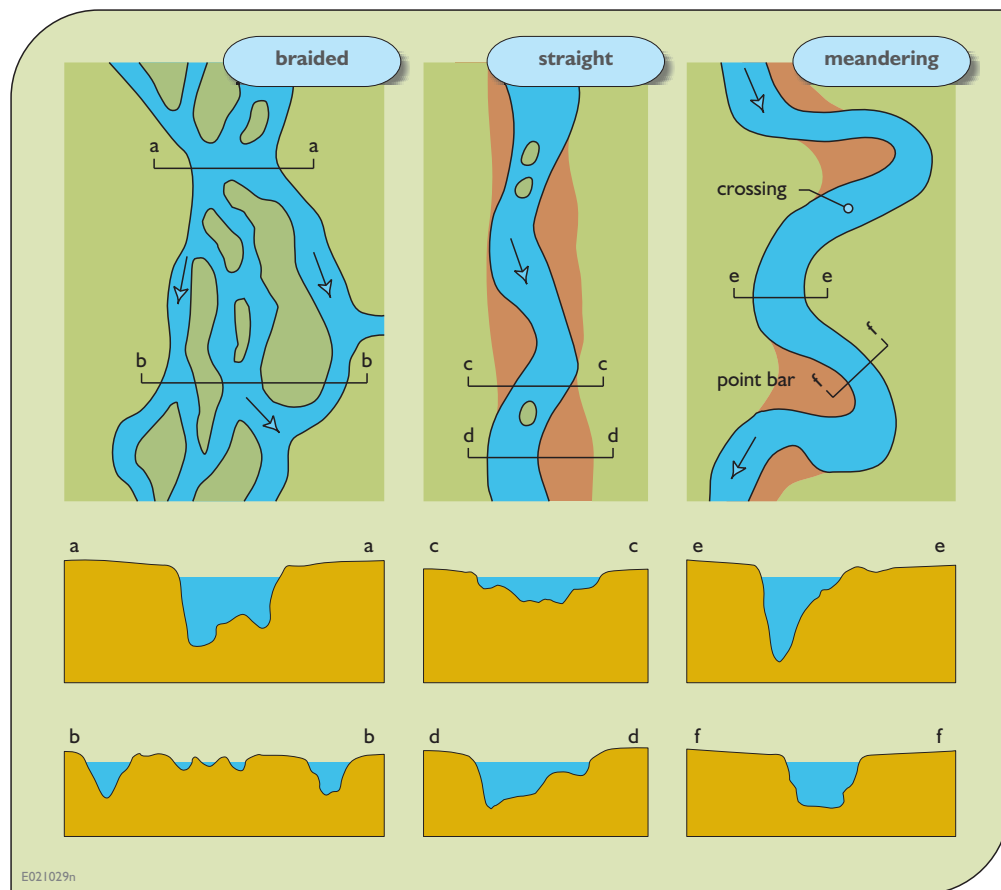 braided
straight
meandering
a a
crossing
e e
f
b b
c c
point bar f
d d
a a
c c
e e
b b
d d
f f
E021029n